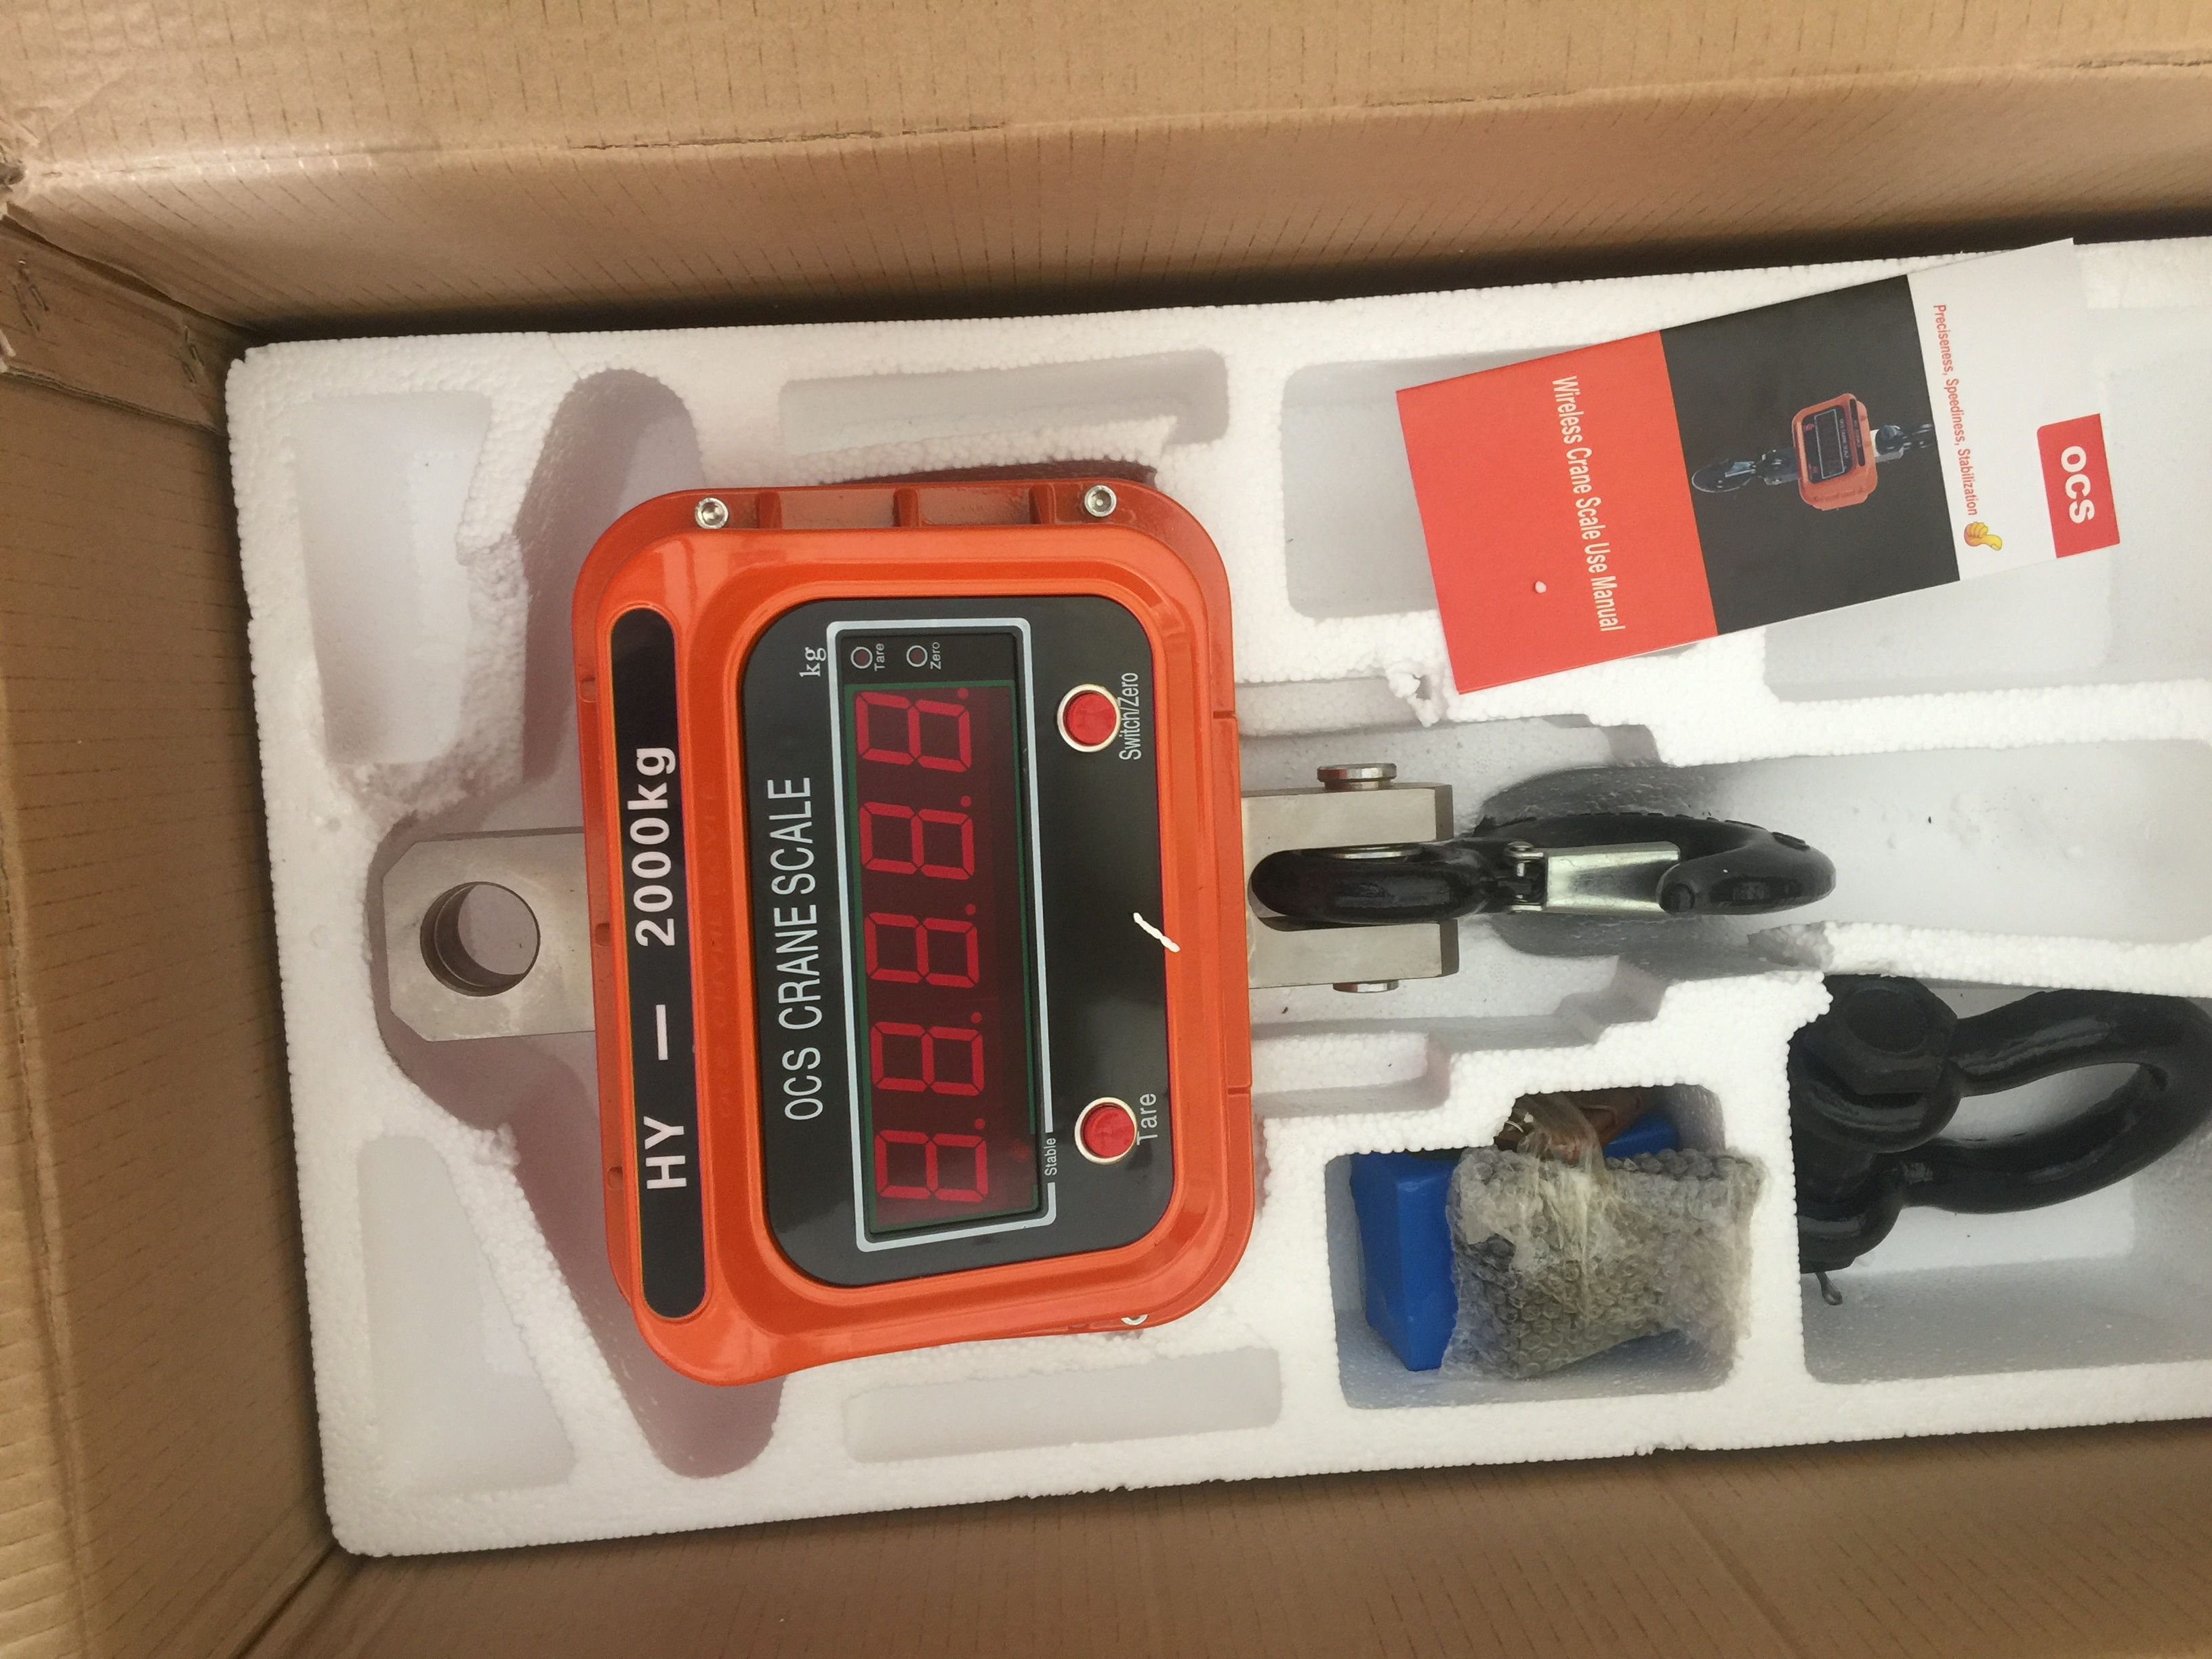 HY — 2000kg
OCS CRANE SCALE
kg
8.8.8.8.8.
Tare
Zero
Stable
Tare
Switch/Zero
OCS
Preciseness, Speediness, Stabilization
Wireless Crane Scale Use Manual